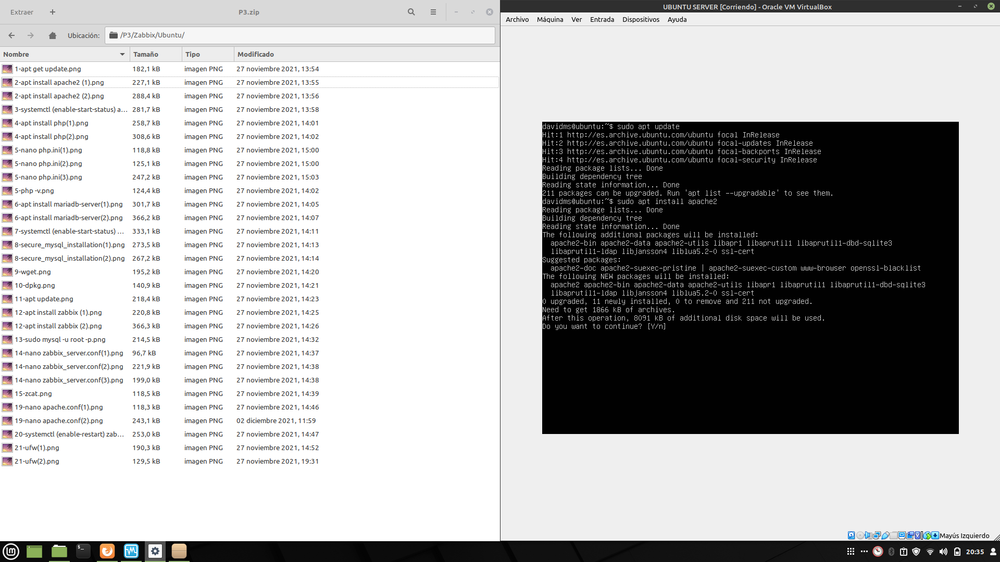 Extraer
P3.zip
Ubicación: /P3/Zabbix/Ubuntu/
Nombre Tamaño Tipo Modificado
1-apt get update.png 182,1 kB imagen PNG 27 noviembre 2021, 13:54
2-apt install apache2 (1).png 227,1 kB imagen PNG 27 noviembre 2021, 13:55
2-apt install apache2 (2).png 288,4 kB imagen PNG 27 noviembre 2021, 13:56
3-systemctl (enable-start-status) a... 281,7 kB imagen PNG 27 noviembre 2021, 13:58
4-apt install php(1).png 258,7 kB imagen PNG 27 noviembre 2021, 14:01
4-apt install php(2).png 308,6 kB imagen PNG 27 noviembre 2021, 14:02
5-nano php.ini(1).png 118,8 kB imagen PNG 27 noviembre 2021, 15:00
5-nano php.ini(2).png 125,1 kB imagen PNG 27 noviembre 2021, 15:00
5-nano php.ini(3).png 247,2 kB imagen PNG 27 noviembre 2021, 15:03
5-php -v.png 124,4 kB imagen PNG 27 noviembre 2021, 14:02
6-apt install mariadb-server(1).png 301,7 kB imagen PNG 27 noviembre 2021, 14:05
6-apt install mariadb-server(2).png 366,2 kB imagen PNG 27 noviembre 2021, 14:07
7-systemctl (enable-start-status) ... 333,1 kB imagen PNG 27 noviembre 2021, 14:11
8-secure_mysql_installation(1).png 273,5 kB imagen PNG 27 noviembre 2021, 14:13
8-secure_mysql_installation(2).png 267,2 kB imagen PNG 27 noviembre 2021, 14:14
9-wget.png 195,2 kB imagen PNG 27 noviembre 2021, 14:20
10-dpkg.png 140,9 kB imagen PNG 27 noviembre 2021, 14:21
11-apt update.png 218,4 kB imagen PNG 27 noviembre 2021, 14:23
12-apt install zabbix (1).png 220,8 kB imagen PNG 27 noviembre 2021, 14:25
12-apt install zabbix (2).png 366,3 kB imagen PNG 27 noviembre 2021, 14:26
13-sudo mysql -u root -p.png 214,5 kB imagen PNG 27 noviembre 2021, 14:32
14-nano zabbix_server.conf(1).png 96,7 kB imagen PNG 27 noviembre 2021, 14:37
14-nano zabbix_server.conf(2).png 221,9 kB imagen PNG 27 noviembre 2021, 14:38
14-nano zabbix_server.conf(3).png 199,0 kB imagen PNG 27 noviembre 2021, 14:38
15-zcat.png 118,5 kB imagen PNG 27 noviembre 2021, 14:39
19-nano apache.conf(1).png 118,3 kB imagen PNG 27 noviembre 2021, 14:46
19-nano apache.conf(2).png 243,1 kB imagen PNG 02 diciembre 2021, 11:59
20-systemctl (enable-restart) zab... 253,0 kB imagen PNG 27 noviembre 2021, 14:47
21-ufw(1).png 190,3 kB imagen PNG 27 noviembre 2021, 14:52
21-ufw(2).png 129,5 kB imagen PNG 27 noviembre 2021, 19:31
UBUNTU SERVER [Corriendo] - Oracle VM VirtualBox
Archivo Máquina Ver Entrada Dispositivos Ayuda
davidms@ubuntu:~$ sudo apt update
Hit:1 http://es.archive.ubuntu.com/ubuntu focal InRelease
Hit:2 http://es.archive.ubuntu.com/ubuntu focal-updates InRelease
Hit:3 http://es.archive.ubuntu.com/ubuntu focal-backports InRelease
Hit:4 http://es.archive.ubuntu.com/ubuntu focal-security InRelease
Reading package lists... Done
Building dependency tree
Reading state information... Done
211 packages can be upgraded. Run 'apt list --upgradable' to see them.
davidms@ubuntu:~$ sudo apt install apache2
Reading package lists... Done
Building dependency tree
Reading state information... Done
The following additional packages will be installed:
apache2-bin apache2-data apache2-utils libapr1 libaprutil1 libaprutil1-dbd-sqlite3
libaprutil1-ldap libjansson4 liblua5.2-0 ssl-cert
Suggested packages:
apache2-doc apache2-suexec-pristine | apache2-suexec-custom www-browser openssl-blacklist
The following NEW packages will be installed:
apache2 apache2-bin apache2-data apache2-utils libapr1 libaprutil1 libaprutil1-dbd-sqlite3
libaprutil1-ldap libjansson4 liblua5.2-0 ssl-cert
0 upgraded, 11 newly installed, 0 to remove and 211 not upgraded.
Need to get 1866 kB of archives.
After this operation, 8091 kB of additional disk space will be used.
Do you want to continue? [Y/n]
Mayús Izquierdo
20:35